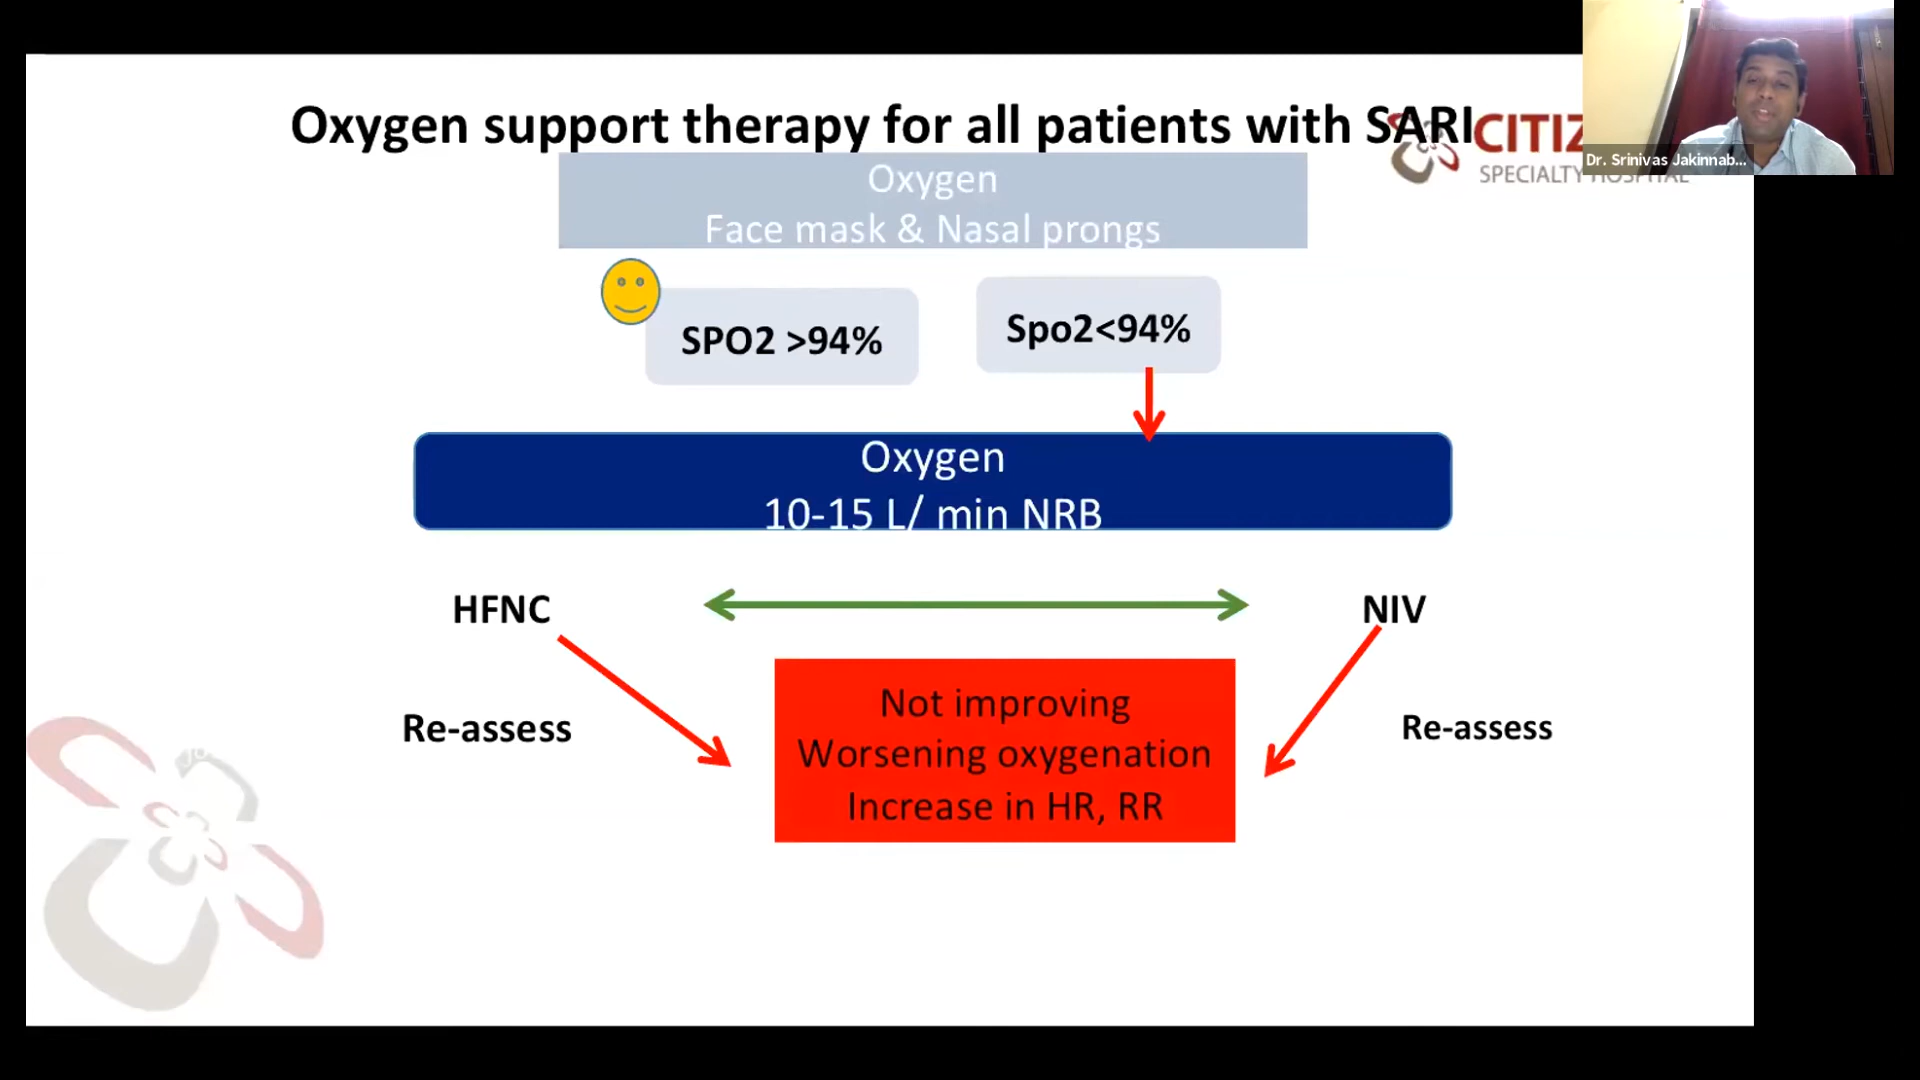 Oxygen support therapy for all patients with SARI
CITIZ
SPECIALTY HOSPITAL
Dr. Srinivas Jakinnab...
Oxygen
Face mask & Nasal prongs
SPO2 >94%
Spo2<94%
Oxygen
10-15 L/ min NRB
HFNC
NIV
Re-assess
Not improving
Worsening oxygenation
Increase in HR, RR
Re-assess